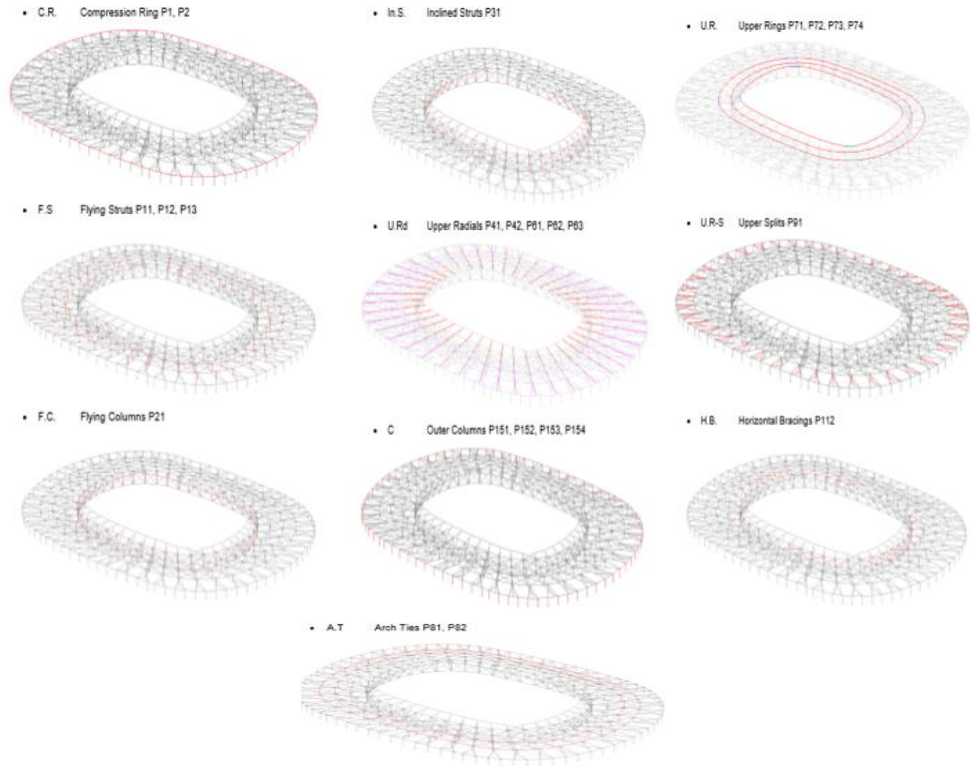 • C.R. Compression Ring P1, P2
• In.S. Inclined Struts P31
• U.R. Upper Rings P71, P72, P73, P74
• F.S Flying Struts P11, P12, P13
• U.Rd Upper Radials P41, P42, P61, P62, P63
• U.R-S Upper Splits P91
• F.C. Flying Columns P21
• C Outer Columns P151, P152, P153, P154
• H.B. Horizontal Bracings P112
• A.T Arch Ties P81, P82